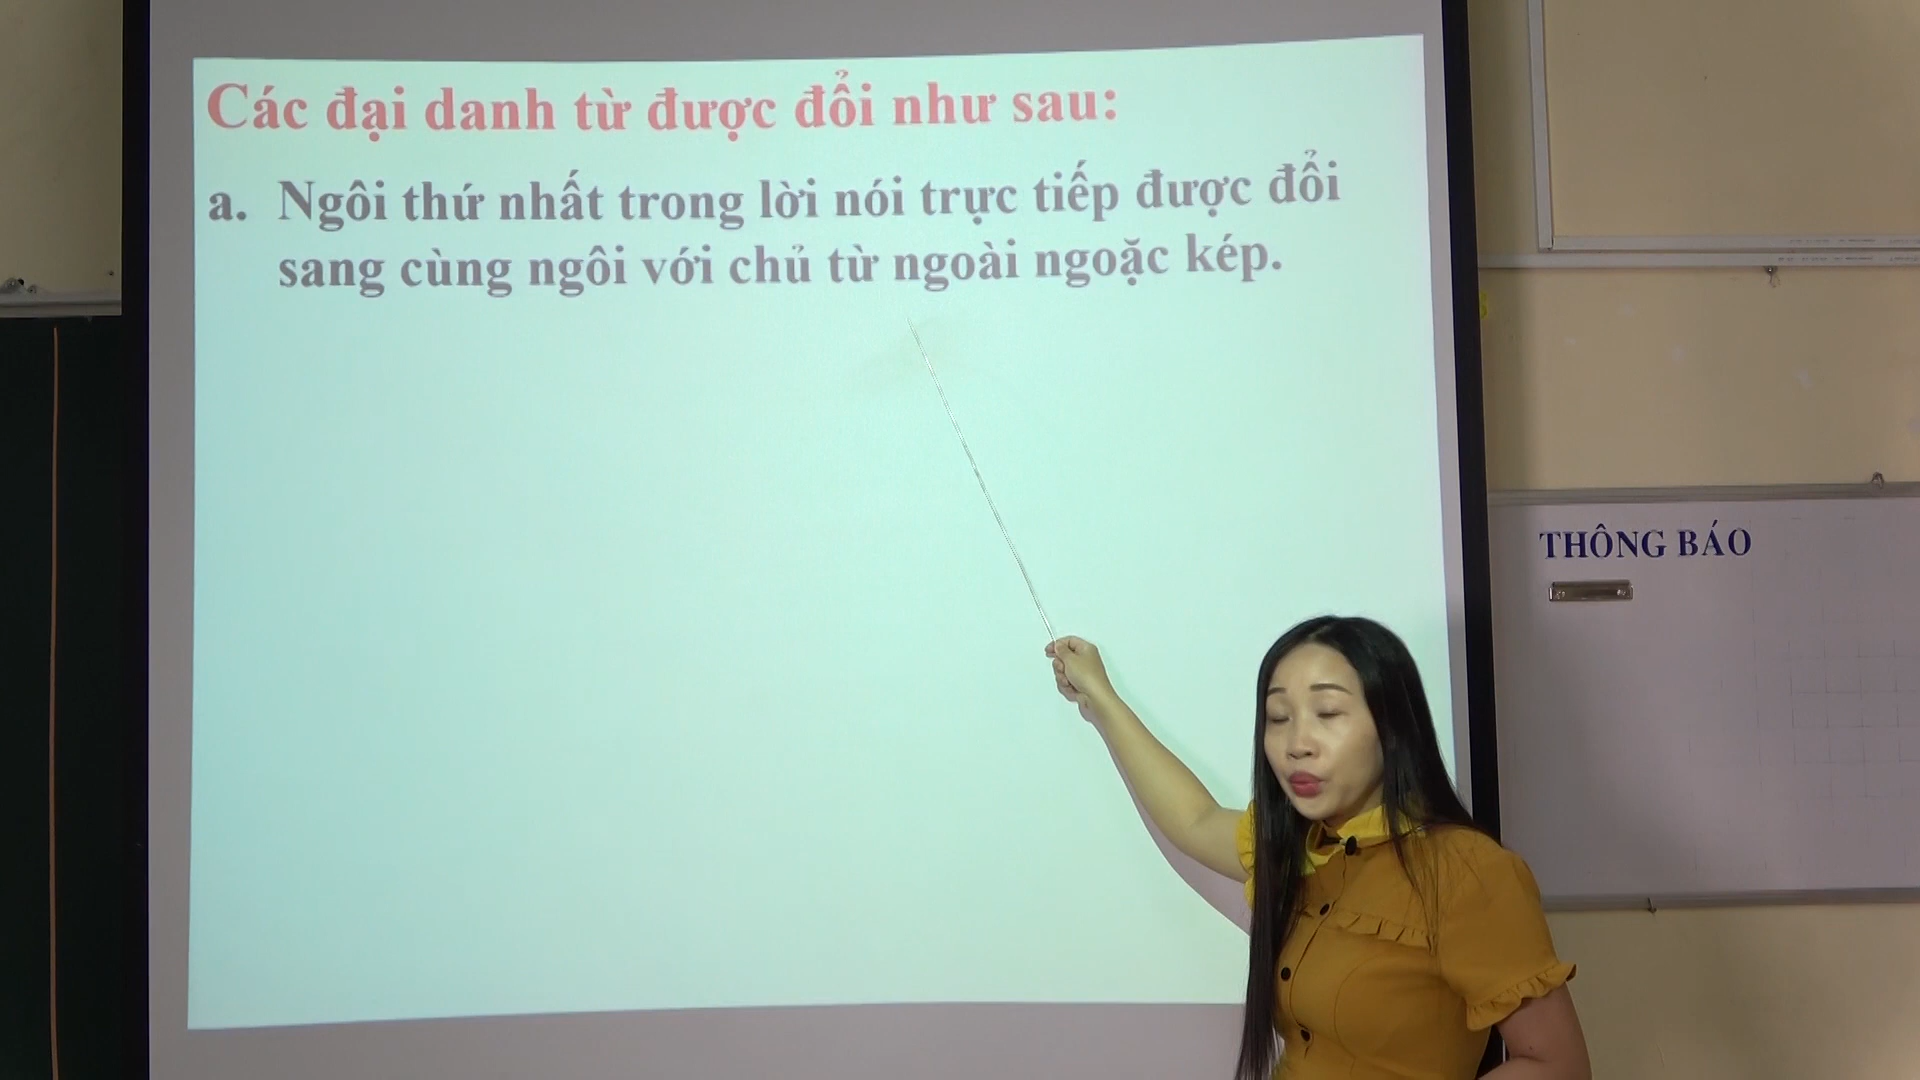 Các đại danh từ được đổi như sau:
a. Ngôi thứ nhất trong lời nói trực tiếp được đổi
sang cùng ngôi với chủ từ ngoài ngoặc kép.
THÔNG BÁO